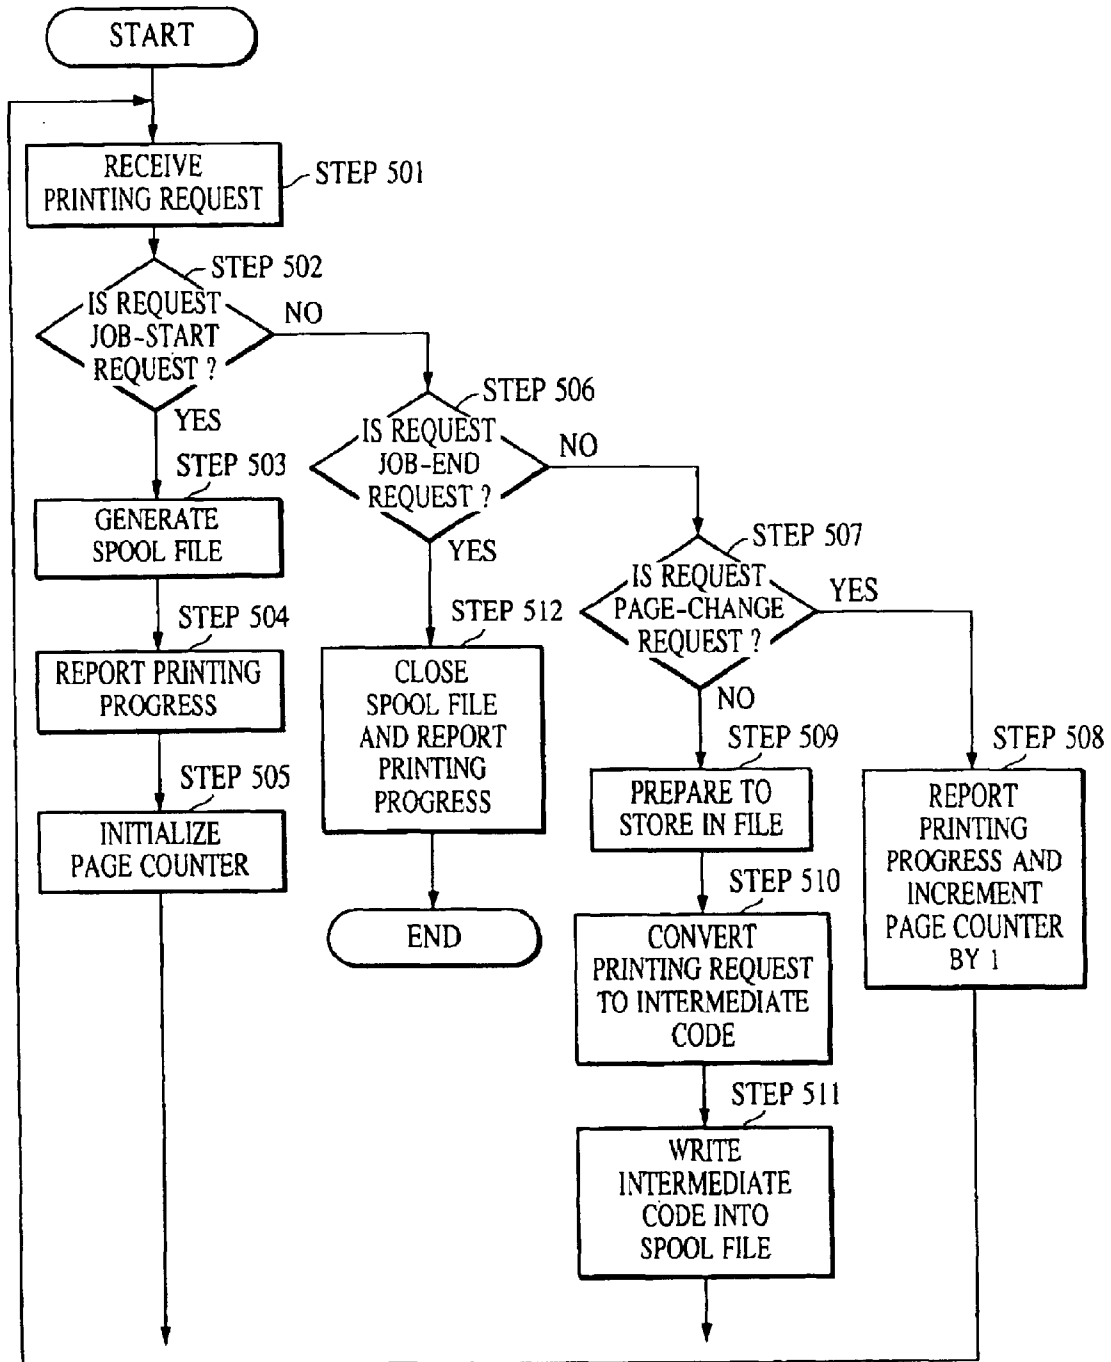 START
RECEIVE
PRINTING REQUEST
STEP 501
STEP 502
IS REQUEST
JOB-START
REQUEST ?
NO
YES
STEP 503
GENERATE
SPOOL FILE
STEP 504
REPORT PRINTING
PROGRESS
STEP 505
INITIALIZE
PAGE COUNTER
STEP 506
IS REQUEST
JOB-END
REQUEST ?
NO
YES
STEP 512
CLOSE
SPOOL FILE
AND REPORT
PRINTING
PROGRESS
END
STEP 507
IS REQUEST
PAGE-CHANGE
REQUEST ?
YES
NO
STEP 509
PREPARE TO
STORE IN FILE
STEP 510
CONVERT
PRINTING REQUEST
TO INTERMEDIATE
CODE
STEP 511
WRITE
INTERMEDIATE
CODE INTO
SPOOL FILE
STEP 508
REPORT
PRINTING
PROGRESS AND
INCREMENT
PAGE COUNTER
BY 1